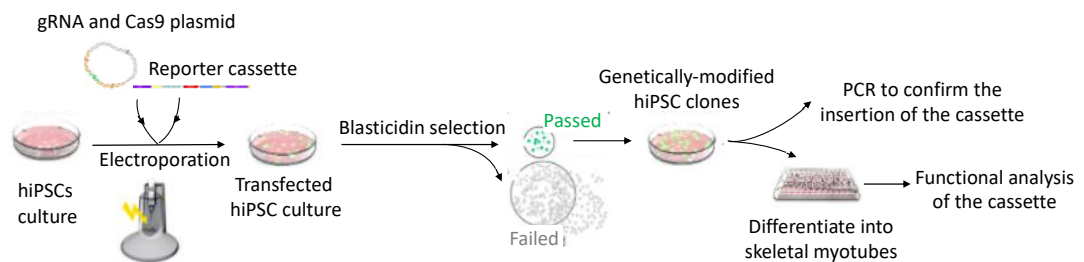 gRNA and Cas9 plasmid
Reporter cassette
hiPSCs
culture
Electroporation
Transfected
hiPSC culture
Blasticidin selection
Passed
Failed
Genetically-modified
hiPSC clones
PCR to confirm the
insertion of the cassette
Differentiate into
skeletal myotubes
Functional analysis
of the cassette